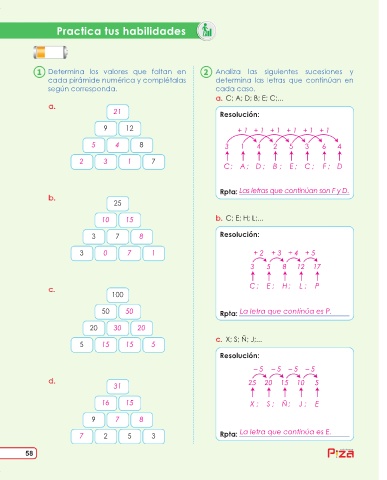 Practica tus habilidades
1 Determina los valores que faltan en
cada pirámide numérica y complétalas
según corresponda.
a.
21
9 12
5 4 8
2 3 1 7
b.
25
10 15
3 7 8
3 0 7 1
c.
100
50 50
20 30 20
5 15 15 5
d.
31
16 15
9 7 8
7 2 5 3
2 Analiza las siguientes sucesiones y
determina las letras que continúan en
cada caso.
a. C; A; D; B; E; C;...
Resolución:
+ 1 + 1 + 1 + 1 + 1 + 1
3 1 4 2 5 3 6 4
C; A; D; B; E; C; F; D
Rpta: Las letras que continúan son F y D.
b. C; E; H; L;...
Resolución:
+ 2 + 3 + 4 + 5
3 5 8 12 17
C; E; H; L; P
Rpta: La letra que continúa es P.
c. X; S; Ñ; J;...
Resolución:
– 5 – 5 – 5 – 5
25 20 15 10 5
X; S; Ñ; J; E
Rpta: La letra que continúa es E.
58
Piza